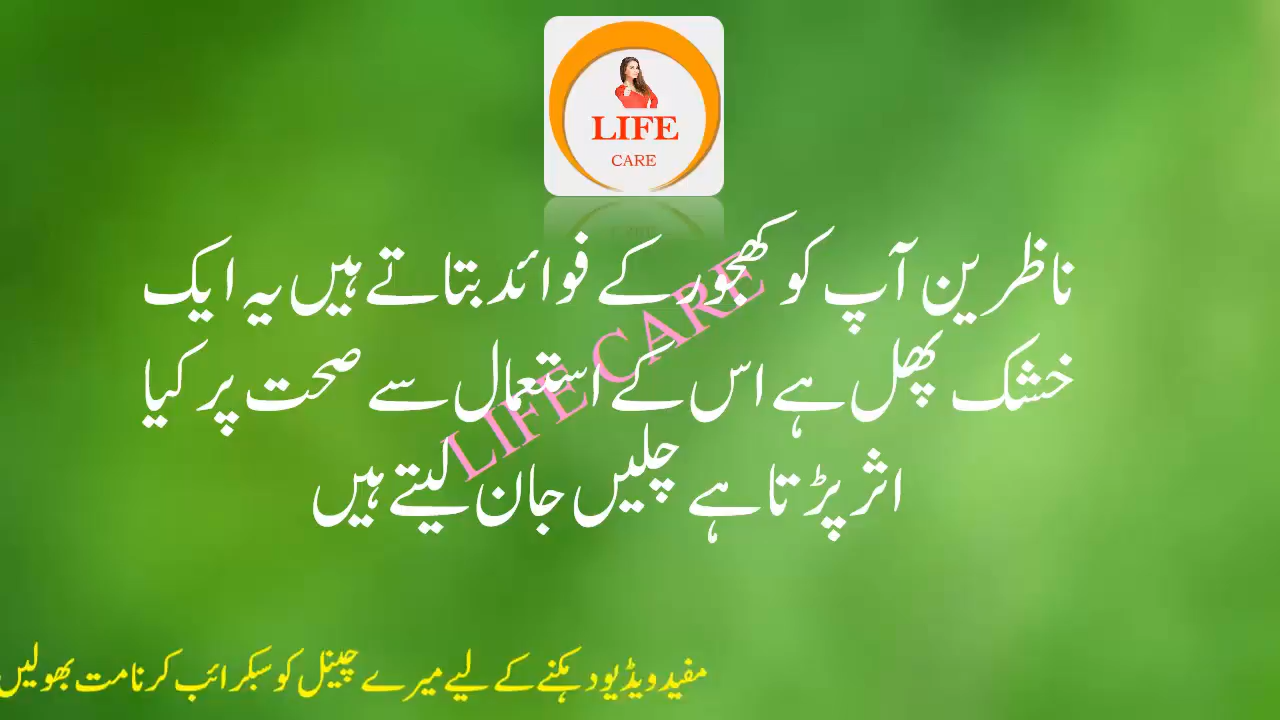 LIFE
CARE
ناظرین آپ کو کھجور کے فوائد بتاتے ہیں یہ ایک
خشک پھل ہے اس کے استعمال سے صحت پر کیا
اثر پڑتا ہے چلیں جان لیتے ہیں
LIFE CARE
مفید ویڈیو دیکھنے کے لیے میرے چینل کو سبکرائب کرنا مت بھولیں